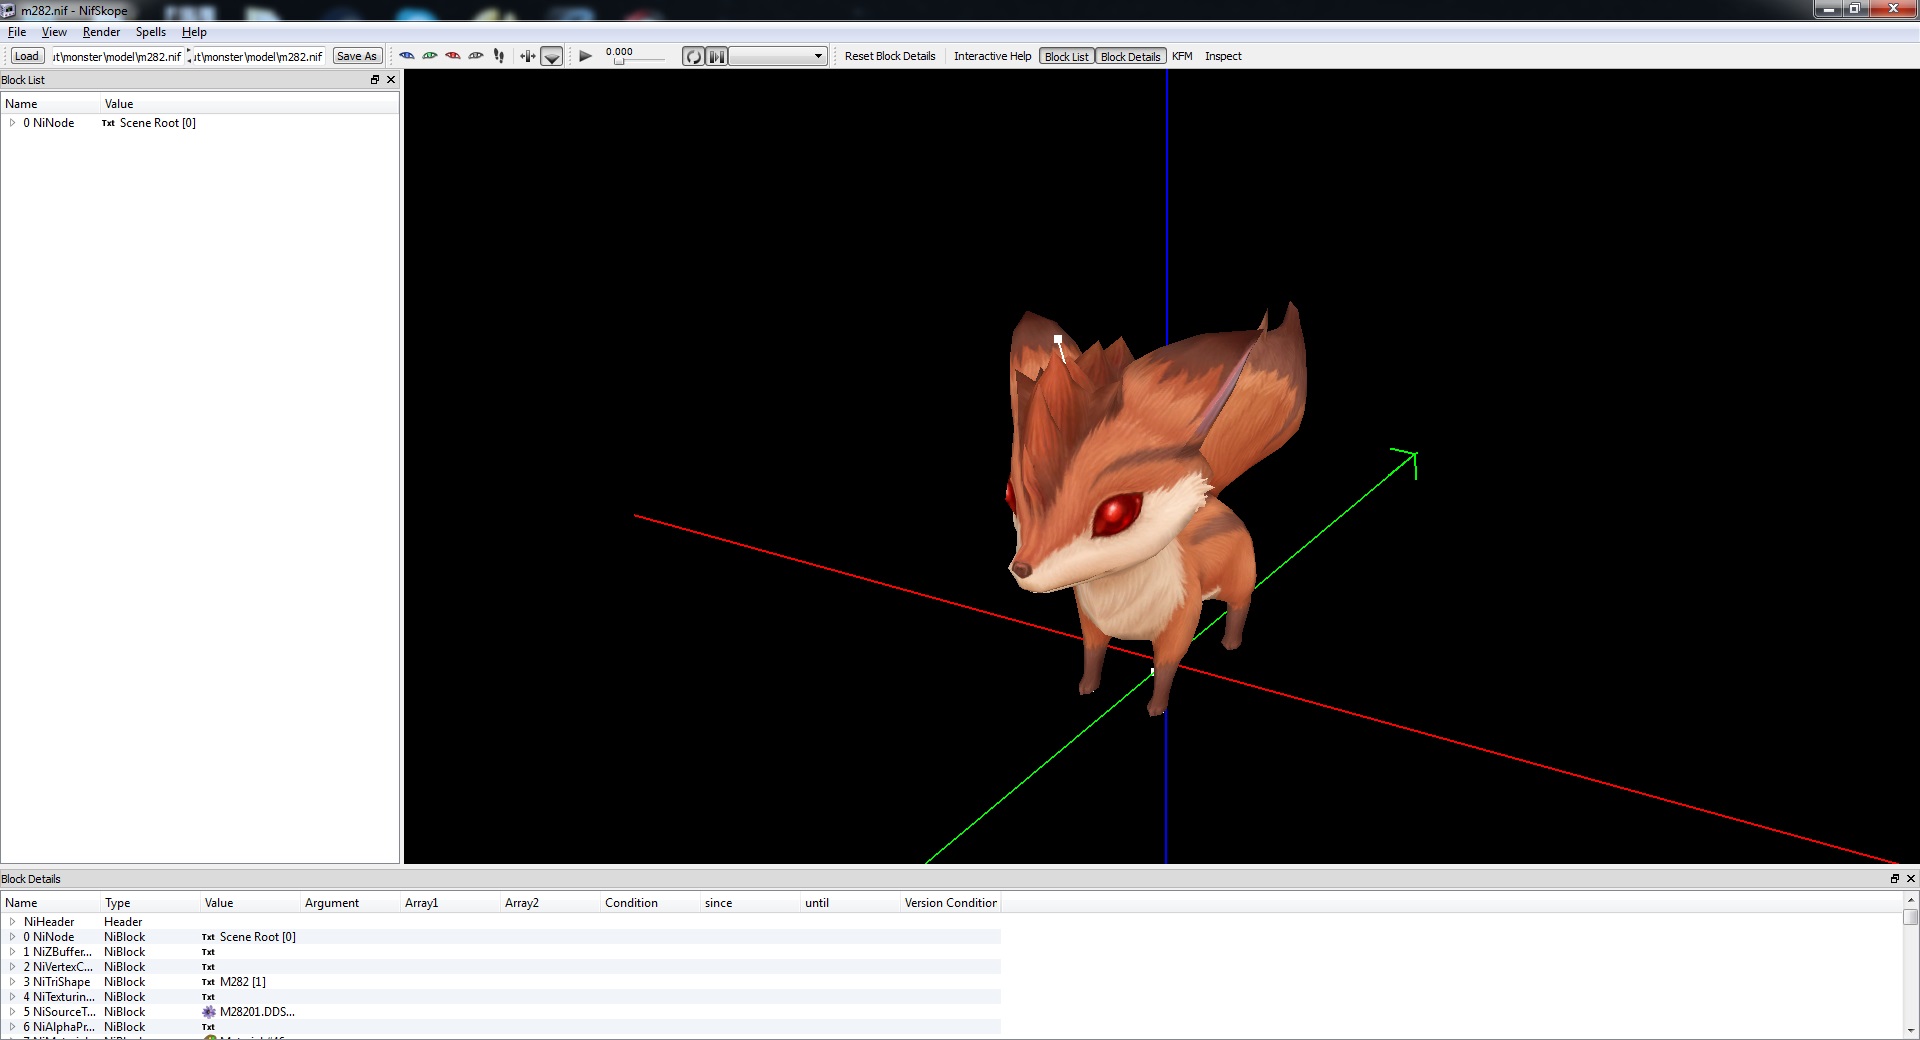 m282.nif - NifSkope
File View Render Spells Help
Load ut\monster\model\m282.nif ut\monster\model\m282.nif Save As 0.000 Reset Block Details Interactive Help Block List Block Details KFM Inspect
Block List
Name Value
0 NiNode Txt Scene Root [0]
Block Details
Name Type Value Argument Array1 Array2 Condition since until Version Condition
NiHeader Header
0 NiNode NiBlock Txt Scene Root [0]
1 NiZBuffer... NiBlock Txt
2 NiVertexC... NiBlock Txt
3 NiTriShape NiBlock Txt M282 [1]
4 NiTexturin... NiBlock Txt
5 NiSourceT... NiBlock M28201.DDS...
6 NiAlphaPr... NiBlock Txt